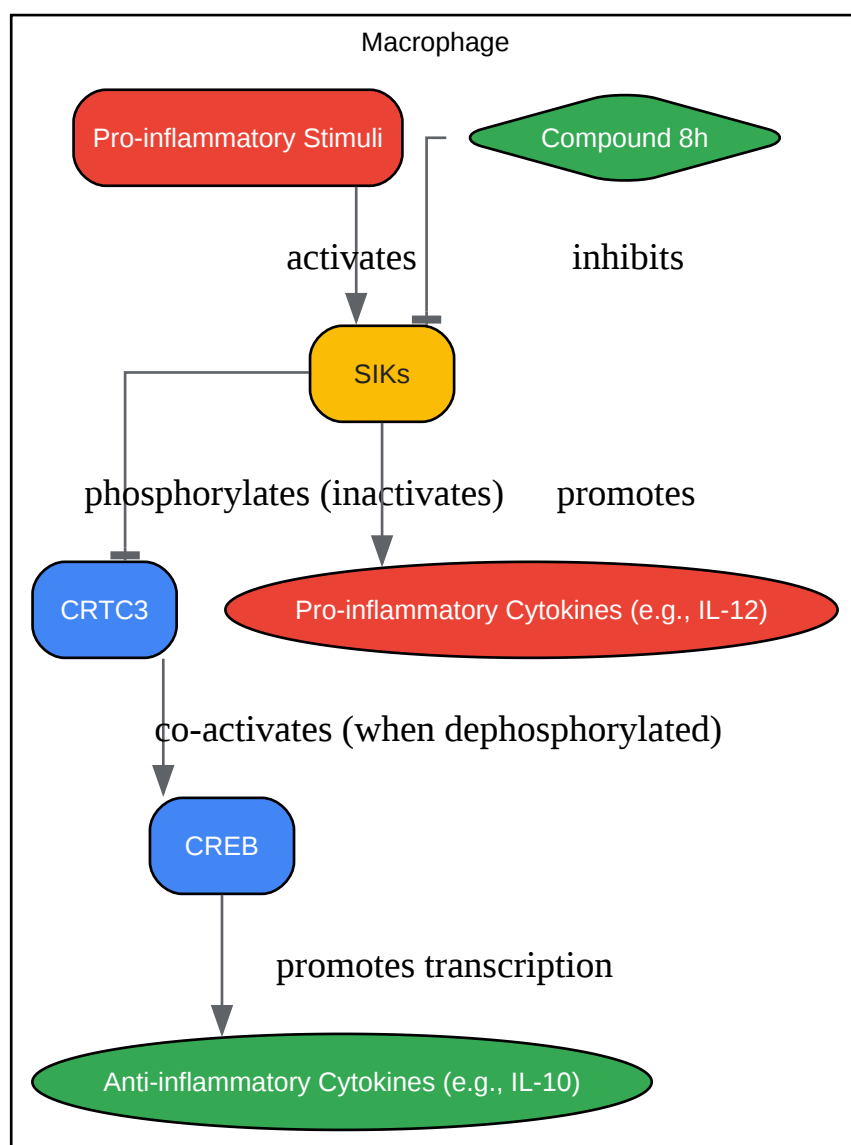 Macrophage
Pro-inflammatory Stimuli
Compound 8h
activates
inhibits
SIKs
phosphorylates (inactivates)
promotes
CRTC3
Pro-inflammatory Cytokines (e.g., IL-12)
co-activates (when dephosphorylated)
CREB
promotes transcription
Anti-inflammatory Cytokines (e.g., IL-10)